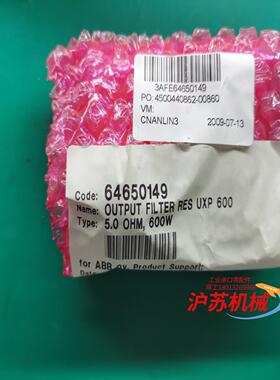 3AFE64650149
PO: 4500440862-00860
VM:
CNANLIN3 2009-07-13
Code: 64650149
Name: OUTPUT FILTER RES UXP 600
Type: 5.0 OHM, 600W
for ABB oy, Product Support:
沪苏机械